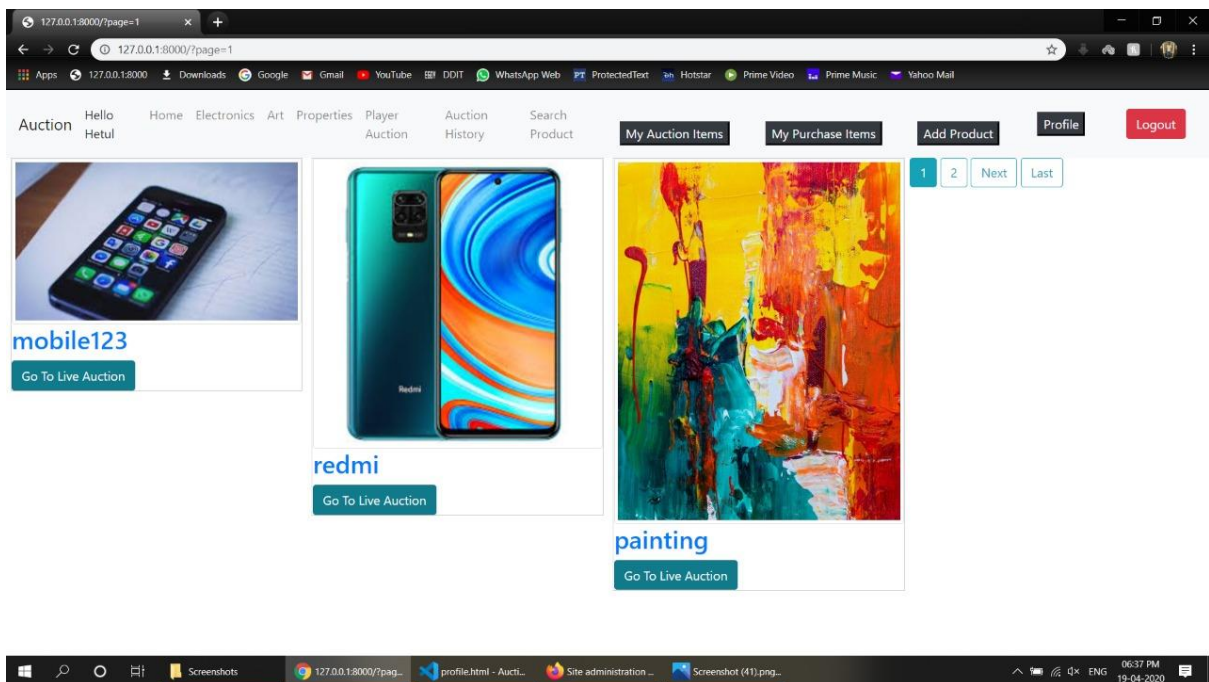 127.0.0.1:8000/?page=1
127.0.0.1:8000/?page=1
Apps 127.0.0.1:8000 Downloads Google Gmail YouTube DDIT WhatsApp Web PT ProtectedText Hotstar Prime Video Prime Music Yahoo Mail
Auction
Hello Hetul
Home
Electronics
Art
Properties
Player Auction
Auction History
Search Product
My Auction Items
My Purchase Items
Add Product
Profile
Logout
mobile123
Go To Live Auction
Redmi
redmi
Go To Live Auction
painting
Go To Live Auction
1 2 Next Last
Screenshots
127.0.0.1:8000/?pag...
profile.html - Aucti...
Site administration ...
Screenshot (41).png...
ENG
06:37 PM
19-04-2020